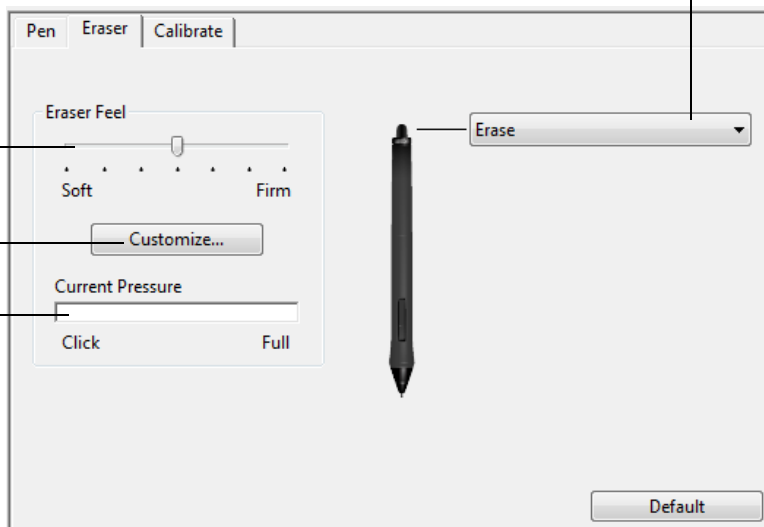 Pen Eraser Calibrate
Eraser Feel
Erase
Soft Firm
Customize...
Current Pressure
Click Full
Default